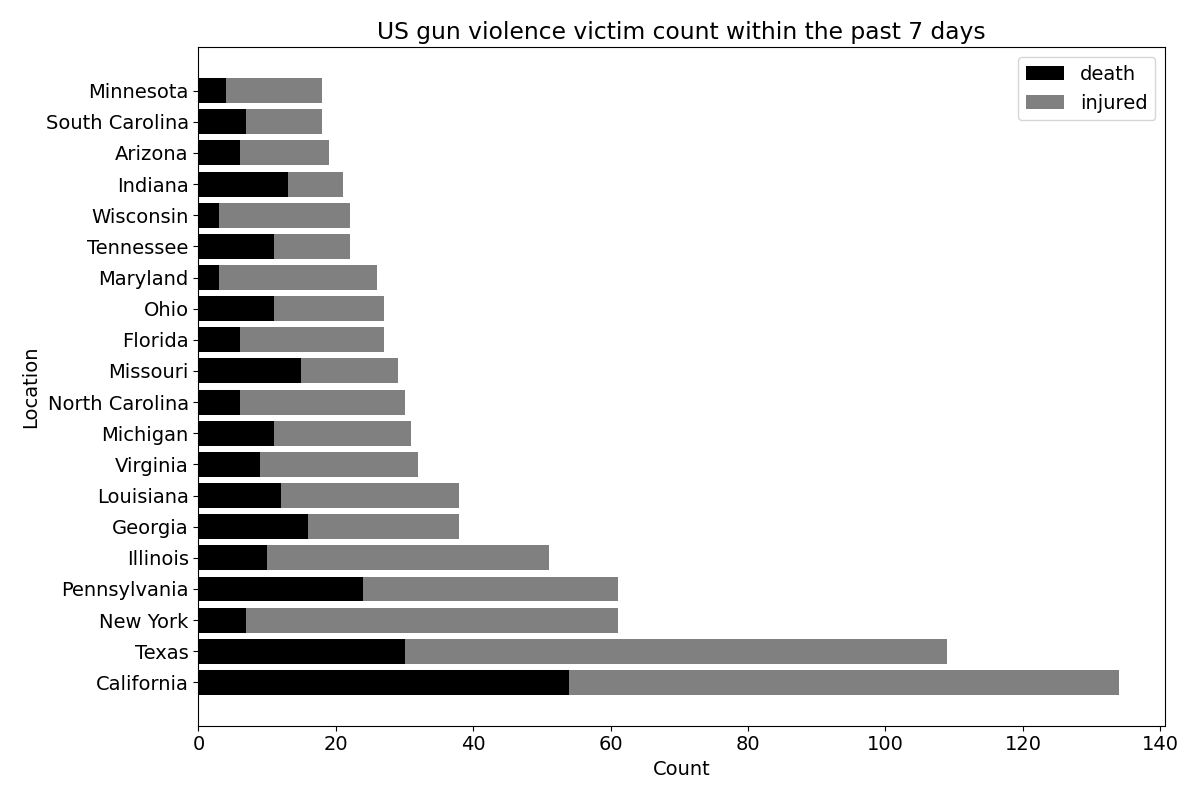 US gun violence victim count within the past 7 days
death
injured
Minnesota
South Carolina
Arizona
Indiana
Wisconsin
Tennessee
Maryland
Ohio
Florida
Missouri
North Carolina
Michigan
Virginia
Louisiana
Georgia
Illinois
Pennsylvania
New York
Texas
California
Location
0 20 40 60 80 100 120 140
Count